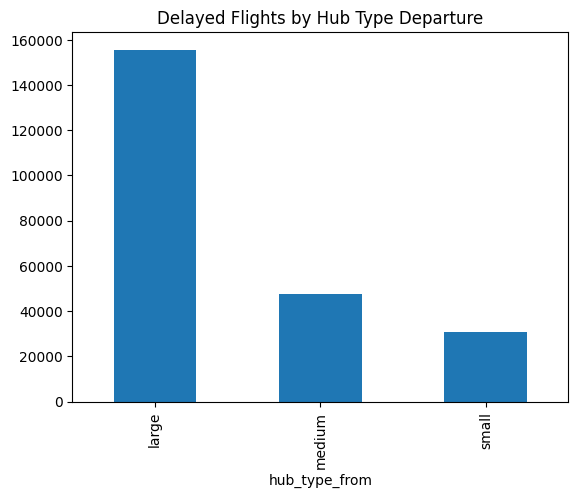 Delayed Flights by Hub Type Departure
160000
140000
120000
100000
80000
60000
40000
20000
0
large
medium
small
hub_type_from